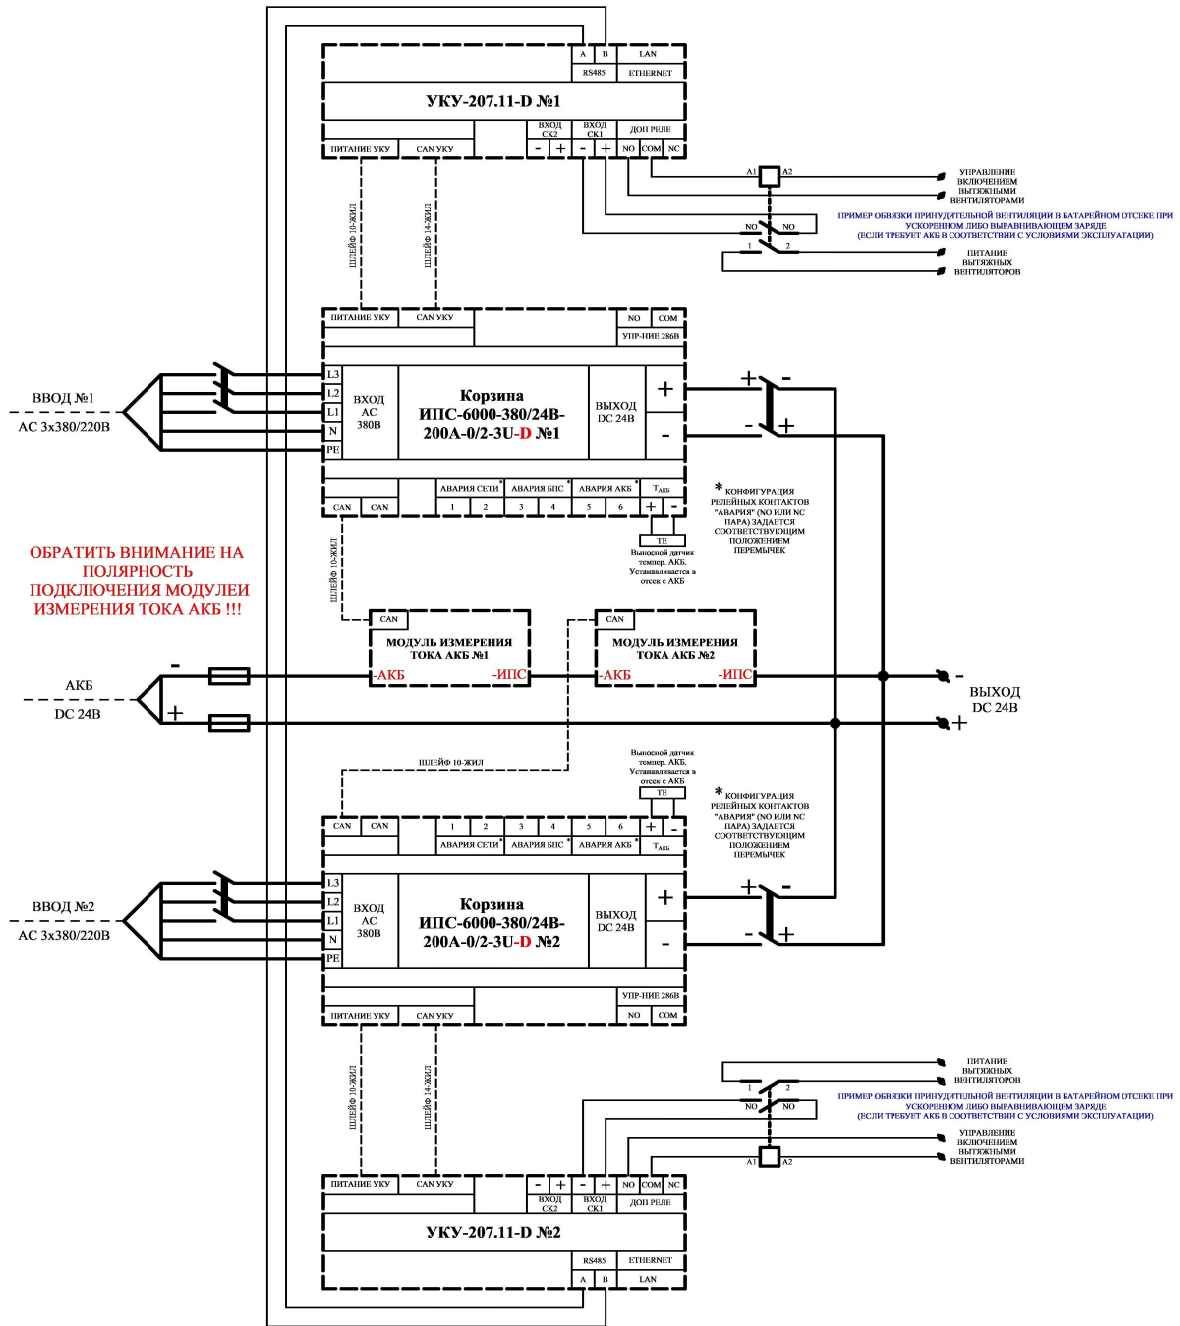 A B LAN
RS485 ETHERNET
УКУ-207.11-D №1
ВХОД СК2 ВХОД СК1 ДОП РЕЛЕ
ПИТАНИЕ УКУ CAN УКУ - + - + NO COM NC
ШЛЕЙФ 10-ЖИЛ
ШЛЕЙФ 14-ЖИЛ
A1 A2
УПРАВЛЕНИЕ
ВКЛЮЧЕНИЕМ
ВЫТЯЖНЫМИ
ВЕНТИЛЯТОРАМИ
ПРИМЕР ОБВЯЗКИ ПРИНУДИТЕЛЬНОЙ ВЕНТИЛЯЦИИ В БАТАРЕЙНОМ ОТСЕКЕ ПРИ
УСКОРЕННОМ ЛИБО ВЫРАВНИВАЮЩЕМ ЗАРЯДЕ
(ЕСЛИ ТРЕБУЕТ АКБ В СООТВЕТСТВИИ С УСЛОВИЯМИ ЭКСПЛУАТАЦИИ)
NO NO
1 2
ПИТАНИЕ
ВЫТЯЖНЫХ
ВЕНТИЛЯТОРОВ
ПИТАНИЕ УКУ CAN УКУ NO COM
УПР-НИЕ 286В
ВВОД №1
AC 3x380/220В
L3
L2
L1
N
PE
ВХОД
AC
380В
Корзина
ИПС-6000-380/24В-
200А-0/2-3U-D №1
ВЫХОД
DC 24В
+
-
+ -
- +
АВАРИЯ СЕТИ* АВАРИЯ БПС* АВАРИЯ АКБ* TАКБ
CAN CAN 1 2 3 4 5 6 + -
TE
Выносной датчик
темпер. АКБ.
Устанавливается в
отсек с АКБ
* КОНФИГУРАЦИЯ
РЕЛЕЙНЫХ КОНТАКТОВ
"АВАРИЯ" (NO ИЛИ NC
ПАРА) ЗАДАЕТСЯ
СООТВЕТСТВУЮЩИМ
ПОЛОЖЕНИЕМ
ПЕРЕМЫЧЕК
ШЛЕЙФ 10-ЖИЛ
ОБРАТИТЬ ВНИМАНИЕ НА
ПОЛЯРНОСТЬ
ПОДКЛЮЧЕНИЯ МОДУЛЕЙ
ИЗМЕРЕНИЯ ТОКА АКБ !!!
CAN
МОДУЛЬ ИЗМЕРЕНИЯ
ТОКА АКБ №1
-АКБ -ИПС
CAN
МОДУЛЬ ИЗМЕРЕНИЯ
ТОКА АКБ №2
-АКБ -ИПС
-
АКБ
DC 24В
+
-
ВЫХОД
DC 24В
+
ШЛЕЙФ 10-ЖИЛ
Выносной датчик
темпер. АКБ.
Устанавливается в
отсек с АКБ
TE
* КОНФИГУРАЦИЯ
РЕЛЕЙНЫХ КОНТАКТОВ
"АВАРИЯ" (NO ИЛИ NC
ПАРА) ЗАДАЕТСЯ
СООТВЕТСТВУЮЩИМ
ПОЛОЖЕНИЕМ
ПЕРЕМЫЧЕК
CAN CAN 1 2 3 4 5 6 + -
АВАРИЯ СЕТИ* АВАРИЯ БПС* АВАРИЯ АКБ* TАКБ
ВВОД №2
AC 3x380/220В
L3
L2
L1
N
PE
ВХОД
AC
380В
Корзина
ИПС-6000-380/24В-
200А-0/2-3U-D №2
ВЫХОД
DC 24В
+
-
+ -
- +
УПР-НИЕ 286В
ПИТАНИЕ УКУ CAN УКУ NO COM
ШЛЕЙФ 10-ЖИЛ
ШЛЕЙФ 14-ЖИЛ
1 2
ПИТАНИЕ
ВЫТЯЖНЫХ
ВЕНТИЛЯТОРОВ
NO NO
ПРИМЕР ОБВЯЗКИ ПРИНУДИТЕЛЬНОЙ ВЕНТИЛЯЦИИ В БАТАРЕЙНОМ ОТСЕКЕ ПРИ
УСКОРЕННОМ ЛИБО ВЫРАВНИВАЮЩЕМ ЗАРЯДЕ
(ЕСЛИ ТРЕБУЕТ АКБ В СООТВЕТСТВИИ С УСЛОВИЯМИ ЭКСПЛУАТАЦИИ)
УПРАВЛЕНИЕ
ВКЛЮЧЕНИЕМ
ВЫТЯЖНЫМИ
ВЕНТИЛЯТОРАМИ
A1 A2
ПИТАНИЕ УКУ CAN УКУ - + - + NO COM NC
ВХОД СК2 ВХОД СК1 ДОП РЕЛЕ
УКУ-207.11-D №2
RS485 ETHERNET
A B LAN